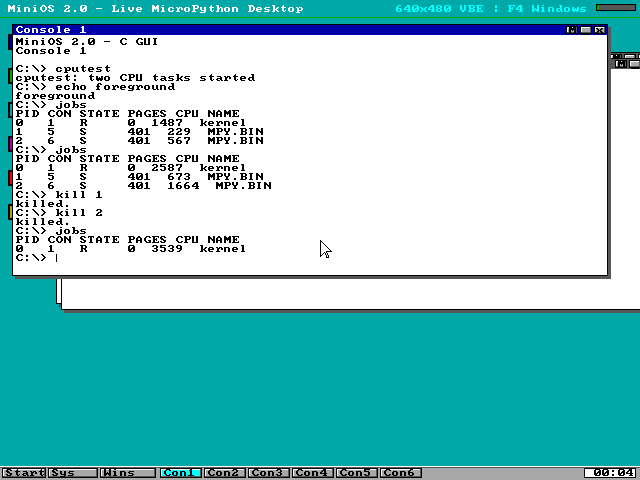 MiniOS 2.0 - Live MicroPython Desktop 640x480 VBE | F4 Windows
Console 1
MiniOS 2.0 - C GUI
Console 1
C:\> cputest
cputest: two CPU tasks started
C:\> echo foreground
foreground
C:\> jobs
PID CON STATE PAGES CPU NAME
0 1 R 0 1487 kernel
1 5 S 401 229 MPY.BIN
2 6 S 401 567 MPY.BIN
C:\> jobs
PID CON STATE PAGES CPU NAME
0 1 R 0 2587 kernel
1 5 S 401 673 MPY.BIN
2 6 S 401 1664 MPY.BIN
C:\> kill 1
killed.
C:\> kill 2
killed.
C:\> jobs
PID CON STATE PAGES CPU NAME
0 1 R 0 3539 kernel
C:\>
Start Sys Wins Con1 Con2 Con3 Con4 Con5 Con6 00:04